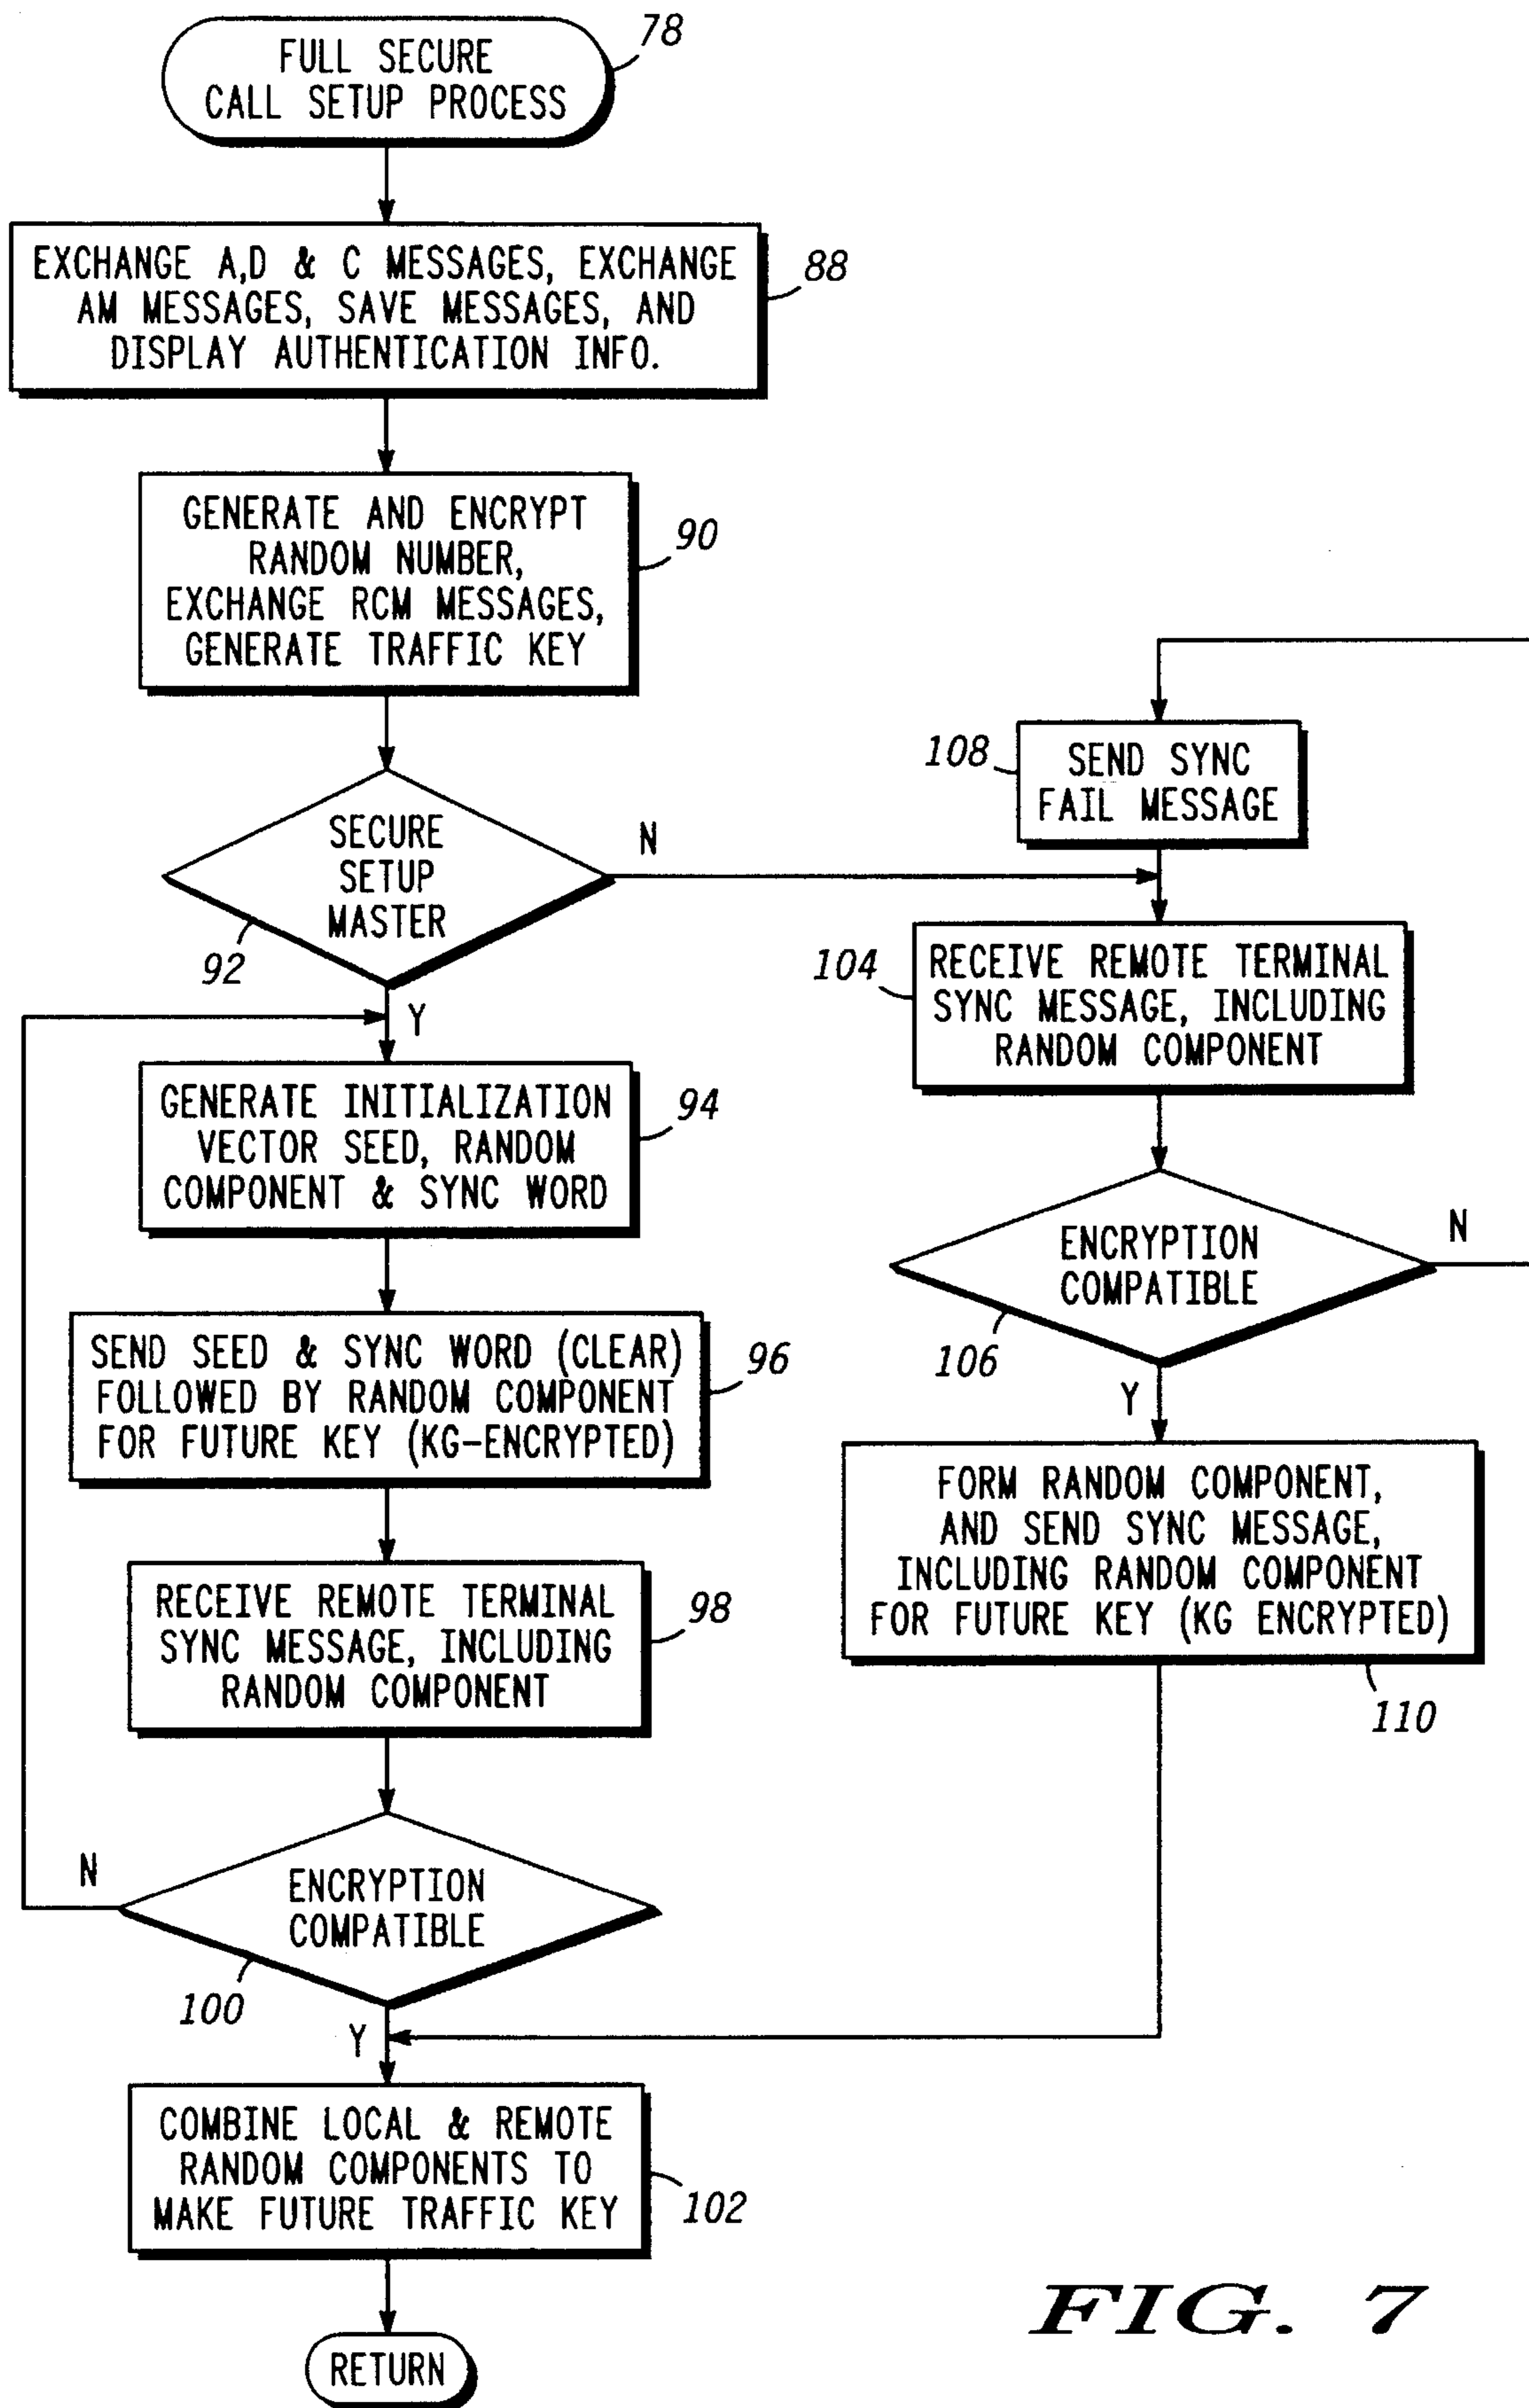 FULL SECURE
CALL SETUP PROCESS
78
EXCHANGE A,D & C MESSAGES, EXCHANGE
AM MESSAGES, SAVE MESSAGES, AND
DISPLAY AUTHENTICATION INFO.
88
GENERATE AND ENCRYPT
RANDOM NUMBER,
EXCHANGE RCM MESSAGES,
GENERATE TRAFFIC KEY
90
SECURE
SETUP
MASTER
92
N
Y
GENERATE INITIALIZATION
VECTOR SEED, RANDOM
COMPONENT & SYNC WORD
94
SEND SEED & SYNC WORD (CLEAR)
FOLLOWED BY RANDOM COMPONENT
FOR FUTURE KEY (KG-ENCRYPTED)
96
RECEIVE REMOTE TERMINAL
SYNC MESSAGE, INCLUDING
RANDOM COMPONENT
98
N
ENCRYPTION
COMPATIBLE
100
Y
COMBINE LOCAL & REMOTE
RANDOM COMPONENTS TO
MAKE FUTURE TRAFFIC KEY
102
RETURN
108
SEND SYNC
FAIL MESSAGE
104
RECEIVE REMOTE TERMINAL
SYNC MESSAGE, INCLUDING
RANDOM COMPONENT
ENCRYPTION
COMPATIBLE
N
106
Y
FORM RANDOM COMPONENT,
AND SEND SYNC MESSAGE,
INCLUDING RANDOM COMPONENT
FOR FUTURE KEY (KG ENCRYPTED)
110
FIG. 7